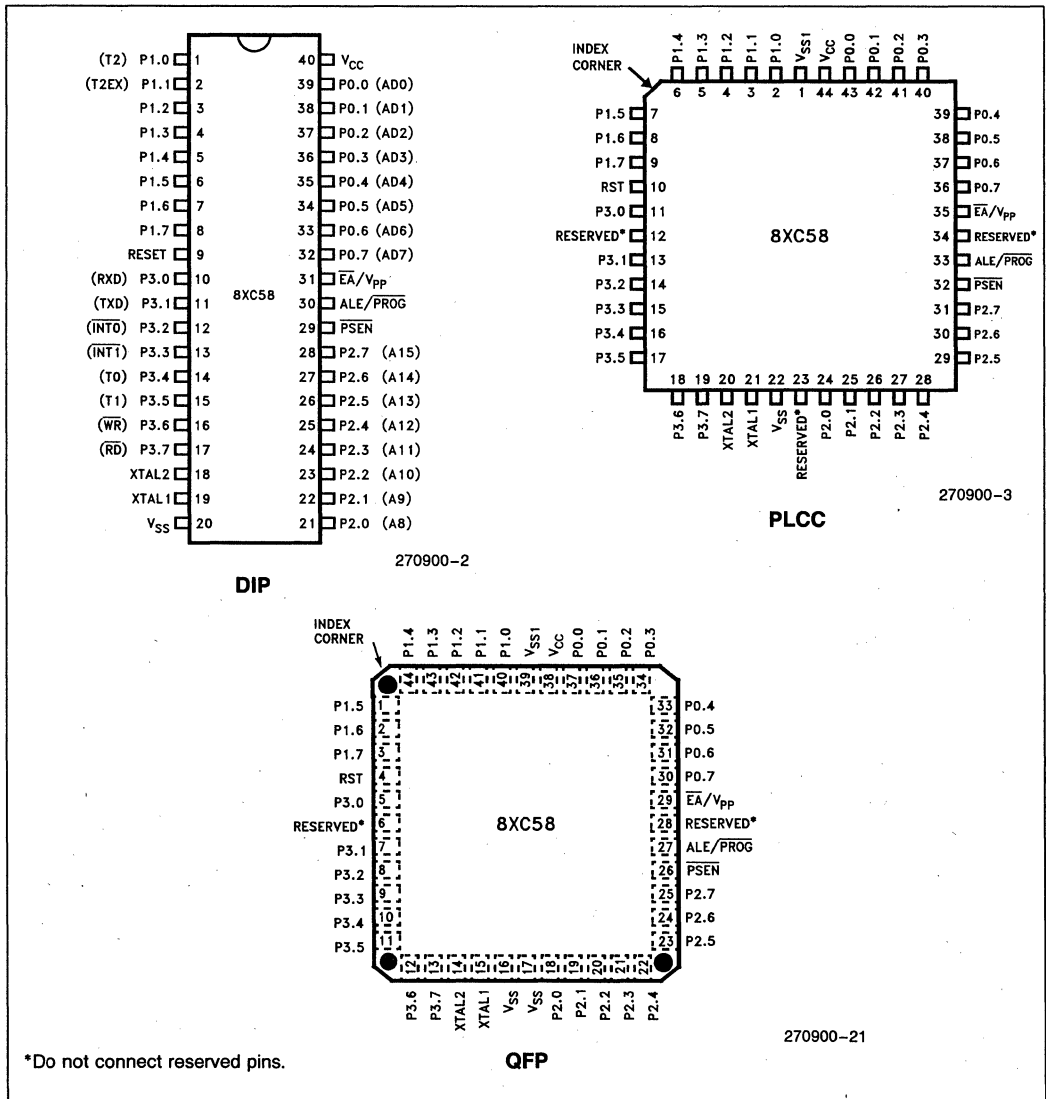 (T2) P1.0 1
(T2EX) P1.1 2
P1.2 3
P1.3 4
P1.4 5
P1.5 6
P1.6 7
P1.7 8
RESET 9
(RXD) P3.0 10
(TXD) P3.1 11
(INT0) P3.2 12
(INT1) P3.3 13
(T0) P3.4 14
(T1) P3.5 15
(WR) P3.6 16
(RD) P3.7 17
XTAL2 18
XTAL1 19
VSS 20
8XC58
40 VCC
39 P0.0 (AD0)
38 P0.1 (AD1)
37 P0.2 (AD2)
36 P0.3 (AD3)
35 P0.4 (AD4)
34 P0.5 (AD5)
33 P0.6 (AD6)
32 P0.7 (AD7)
31 EA/VPP
30 ALE/PROG
29 PSEN
28 P2.7 (A15)
27 P2.6 (A14)
26 P2.5 (A13)
25 P2.4 (A12)
24 P2.3 (A11)
23 P2.2 (A10)
22 P2.1 (A9)
21 P2.0 (A8)
270900-2
DIP
INDEX
CORNER
P1.4 P1.3 P1.2 P1.1 P1.0 VSS1 VCC P0.0 P0.1 P0.2 P0.3
6 5 4 3 2 1 44 43 42 41 40
P1.5 7
P1.6 8
P1.7 9
RST 10
P3.0 11
RESERVED* 12
P3.1 13
P3.2 14
P3.3 15
P3.4 16
P3.5 17
8XC58
39 P0.4
38 P0.5
37 P0.6
36 P0.7
35 EA/VPP
34 RESERVED*
33 ALE/PROG
32 PSEN
31 P2.7
30 P2.6
29 P2.5
18 19 20 21 22 23 24 25 26 27 28
P3.6 P3.7 XTAL2 XTAL1 VSS RESERVED* P2.0 P2.1 P2.2 P2.3 P2.4
270900-3
PLCC
INDEX
CORNER
P1.4 P1.3 P1.2 P1.1 P1.0 VSS1 VCC P0.0 P0.1 P0.2 P0.3
44 43 42 41 40 39 38 37 36 35 34
P1.5 1
P1.6 2
P1.7 3
RST 4
P3.0 5
RESERVED* 6
P3.1 7
P3.2 8
P3.3 9
P3.4 10
P3.5 11
8XC58
33 P0.4
32 P0.5
31 P0.6
30 P0.7
29 EA/VPP
28 RESERVED*
27 ALE/PROG
26 PSEN
25 P2.7
24 P2.6
23 P2.5
12 13 14 15 16 17 18 19 20 21 22
P3.6 P3.7 XTAL2 XTAL1 VSS VSS P2.0 P2.1 P2.2 P2.3 P2.4
270900-21
*Do not connect reserved pins.
QFP